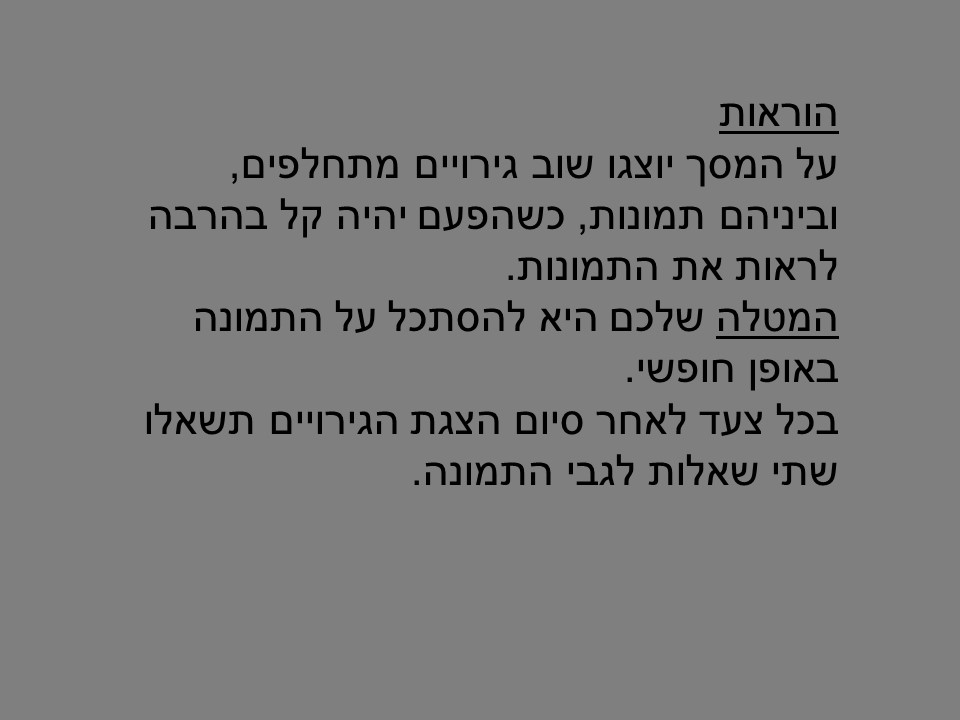 הוראות
על המסך יוצגו שוב גירויים מתחלפים,
וביניהם תמונות, כשהפעם יהיה קל בהרבה
לראות את התמונות.
המטלה שלכם היא להסתכל על התמונה
באופן חופשי.
בכל צעד לאחר סיום הצגת הגירויים תשאלו
שתי שאלות לגבי התמונה.